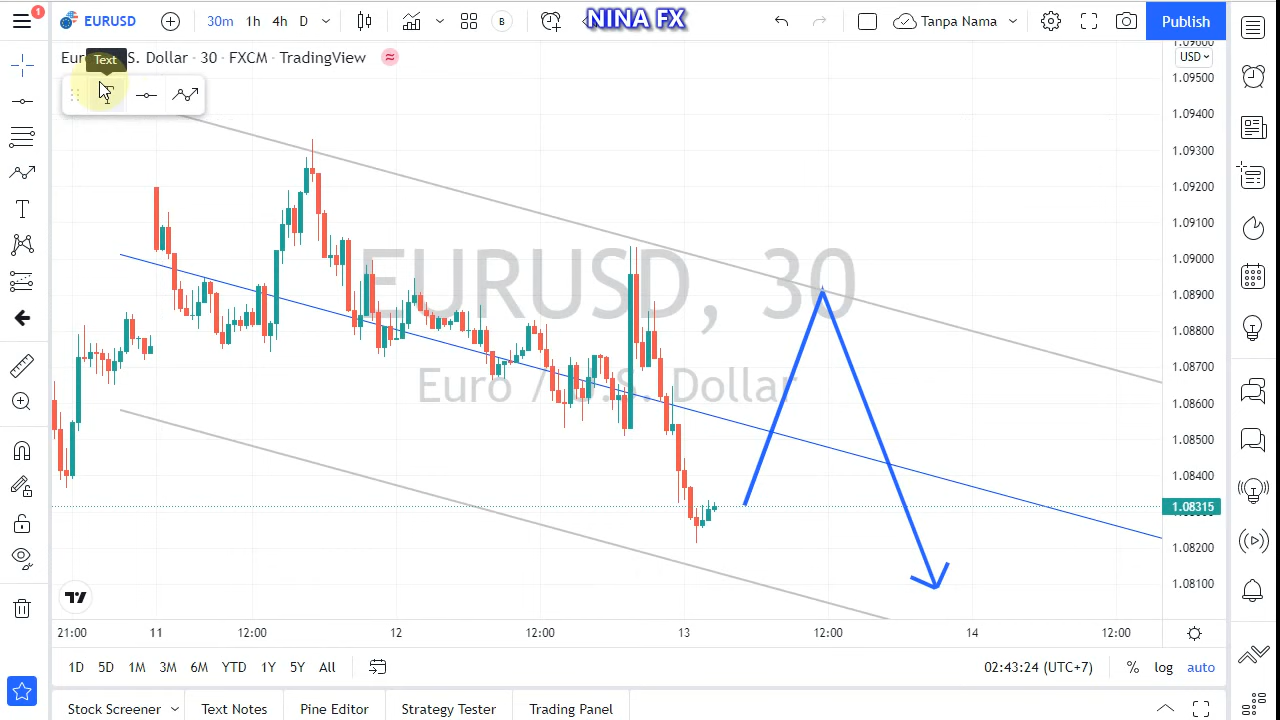 1
EURUSD
30m 1h 4h D
B
NINA FX
Tanpa Nama
Publish
S. Dollar · 30 · FXCM · TradingView
Text
EURUSD, 30
Euro / U.S. Dollar
USD
1.09500
1.09400
1.09300
1.09200
1.09100
1.09000
1.08900
1.08800
1.08700
1.08600
1.08500
1.08400
1.08315
1.08200
1.08100
21:00 11 12:00 12 12:00 13 12:00 14 12:00
1D 5D 1M 3M 6M YTD 1Y 5Y All
02:43:24 (UTC+7) % log auto
Stock Screener Text Notes Pine Editor Strategy Tester Trading Panel